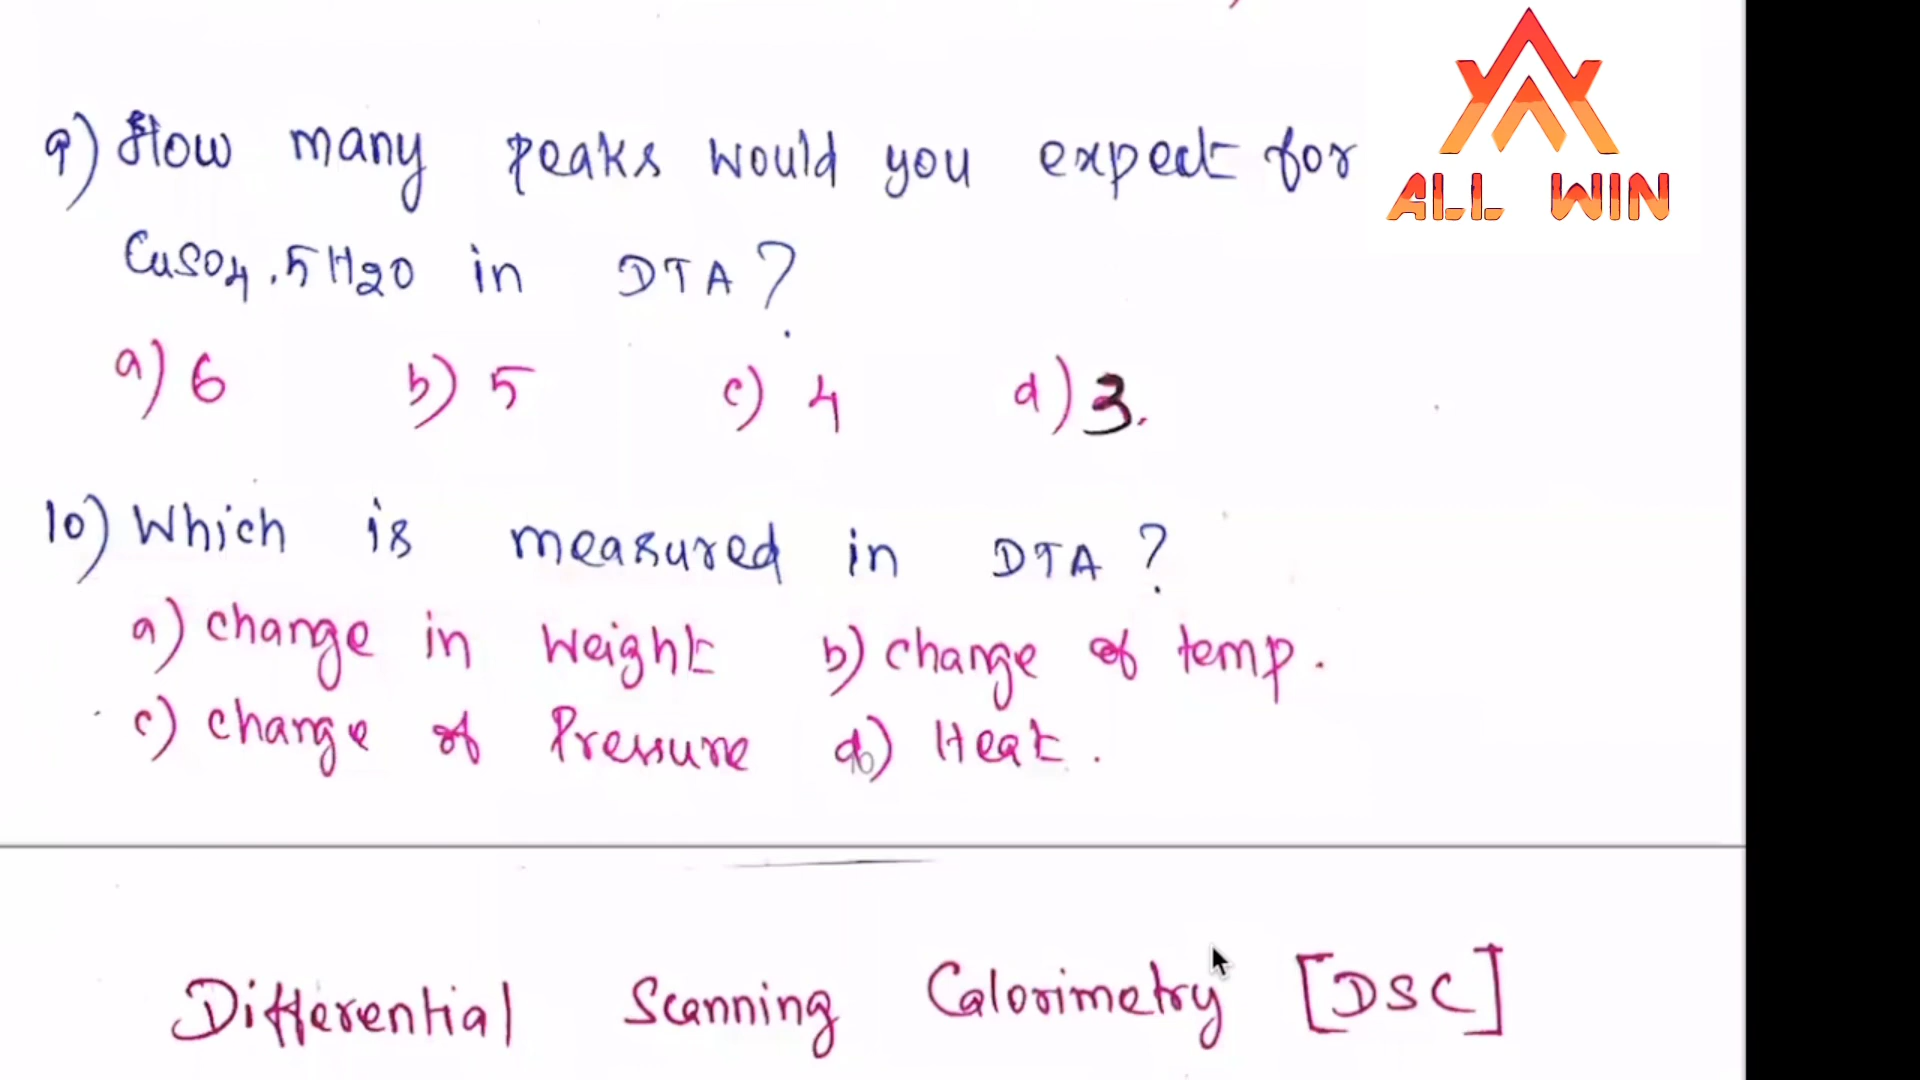 ALL WIN
9) How many peaks would you expect for
CuSO4.5H2O in DTA?
a) 6 b) 5 c) 4 d) 3.
10) Which is measured in DTA?
a) change in weight b) change of temp.
c) change of Pressure d) Heat.
Differential Scanning Calorimetry [DSC]